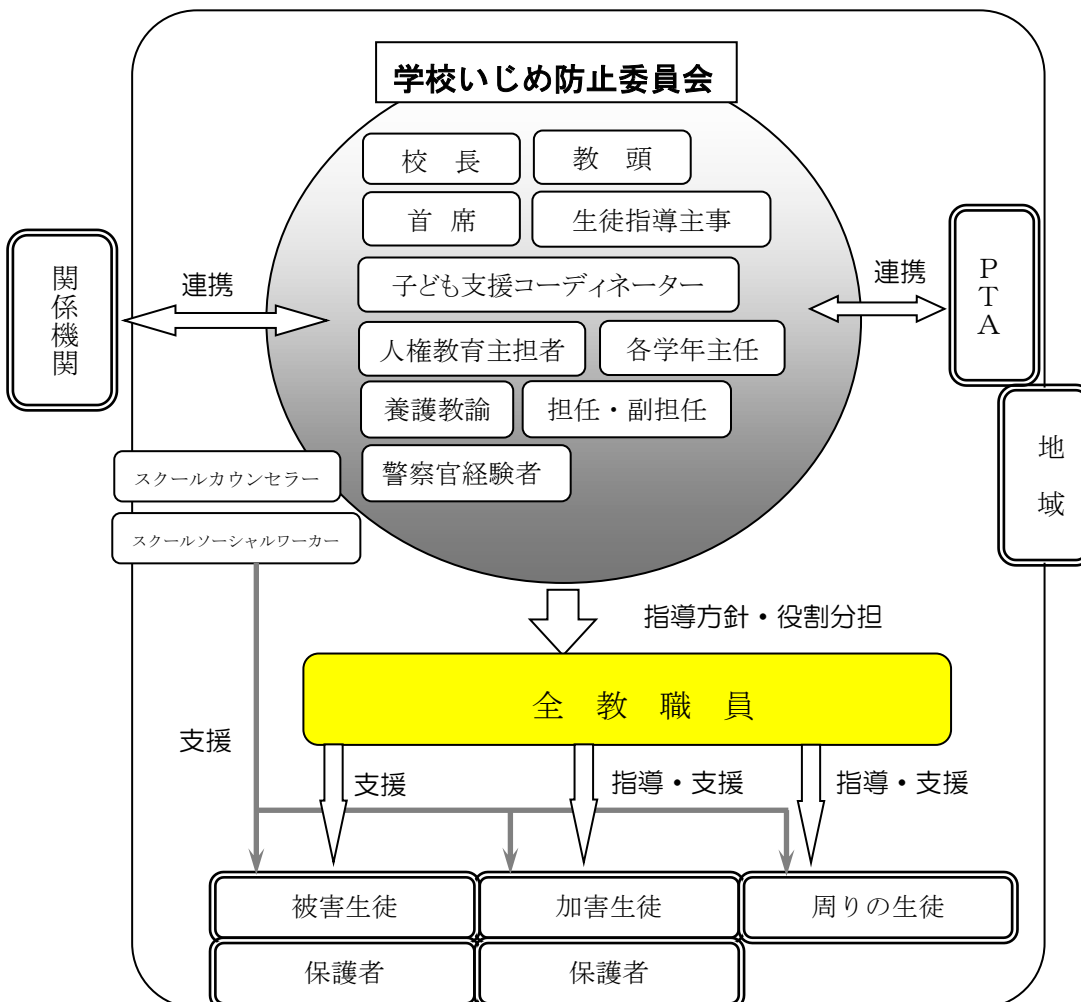 学校いじめ防止委員会
校　長
教　頭
首　席
生徒指導主事
子ども支援コーディネーター
人権教育主担者
各学年主任
養護教諭
担任・副担任
警察官経験者
関係機関
連携
連携
ＰＴＡ
地域
スクールカウンセラー
スクールソーシャルワーカー
指導方針・役割分担
全　教　職　員
支援
支援
指導・支援
指導・支援
被害生徒
加害生徒
周りの生徒
保護者
保護者